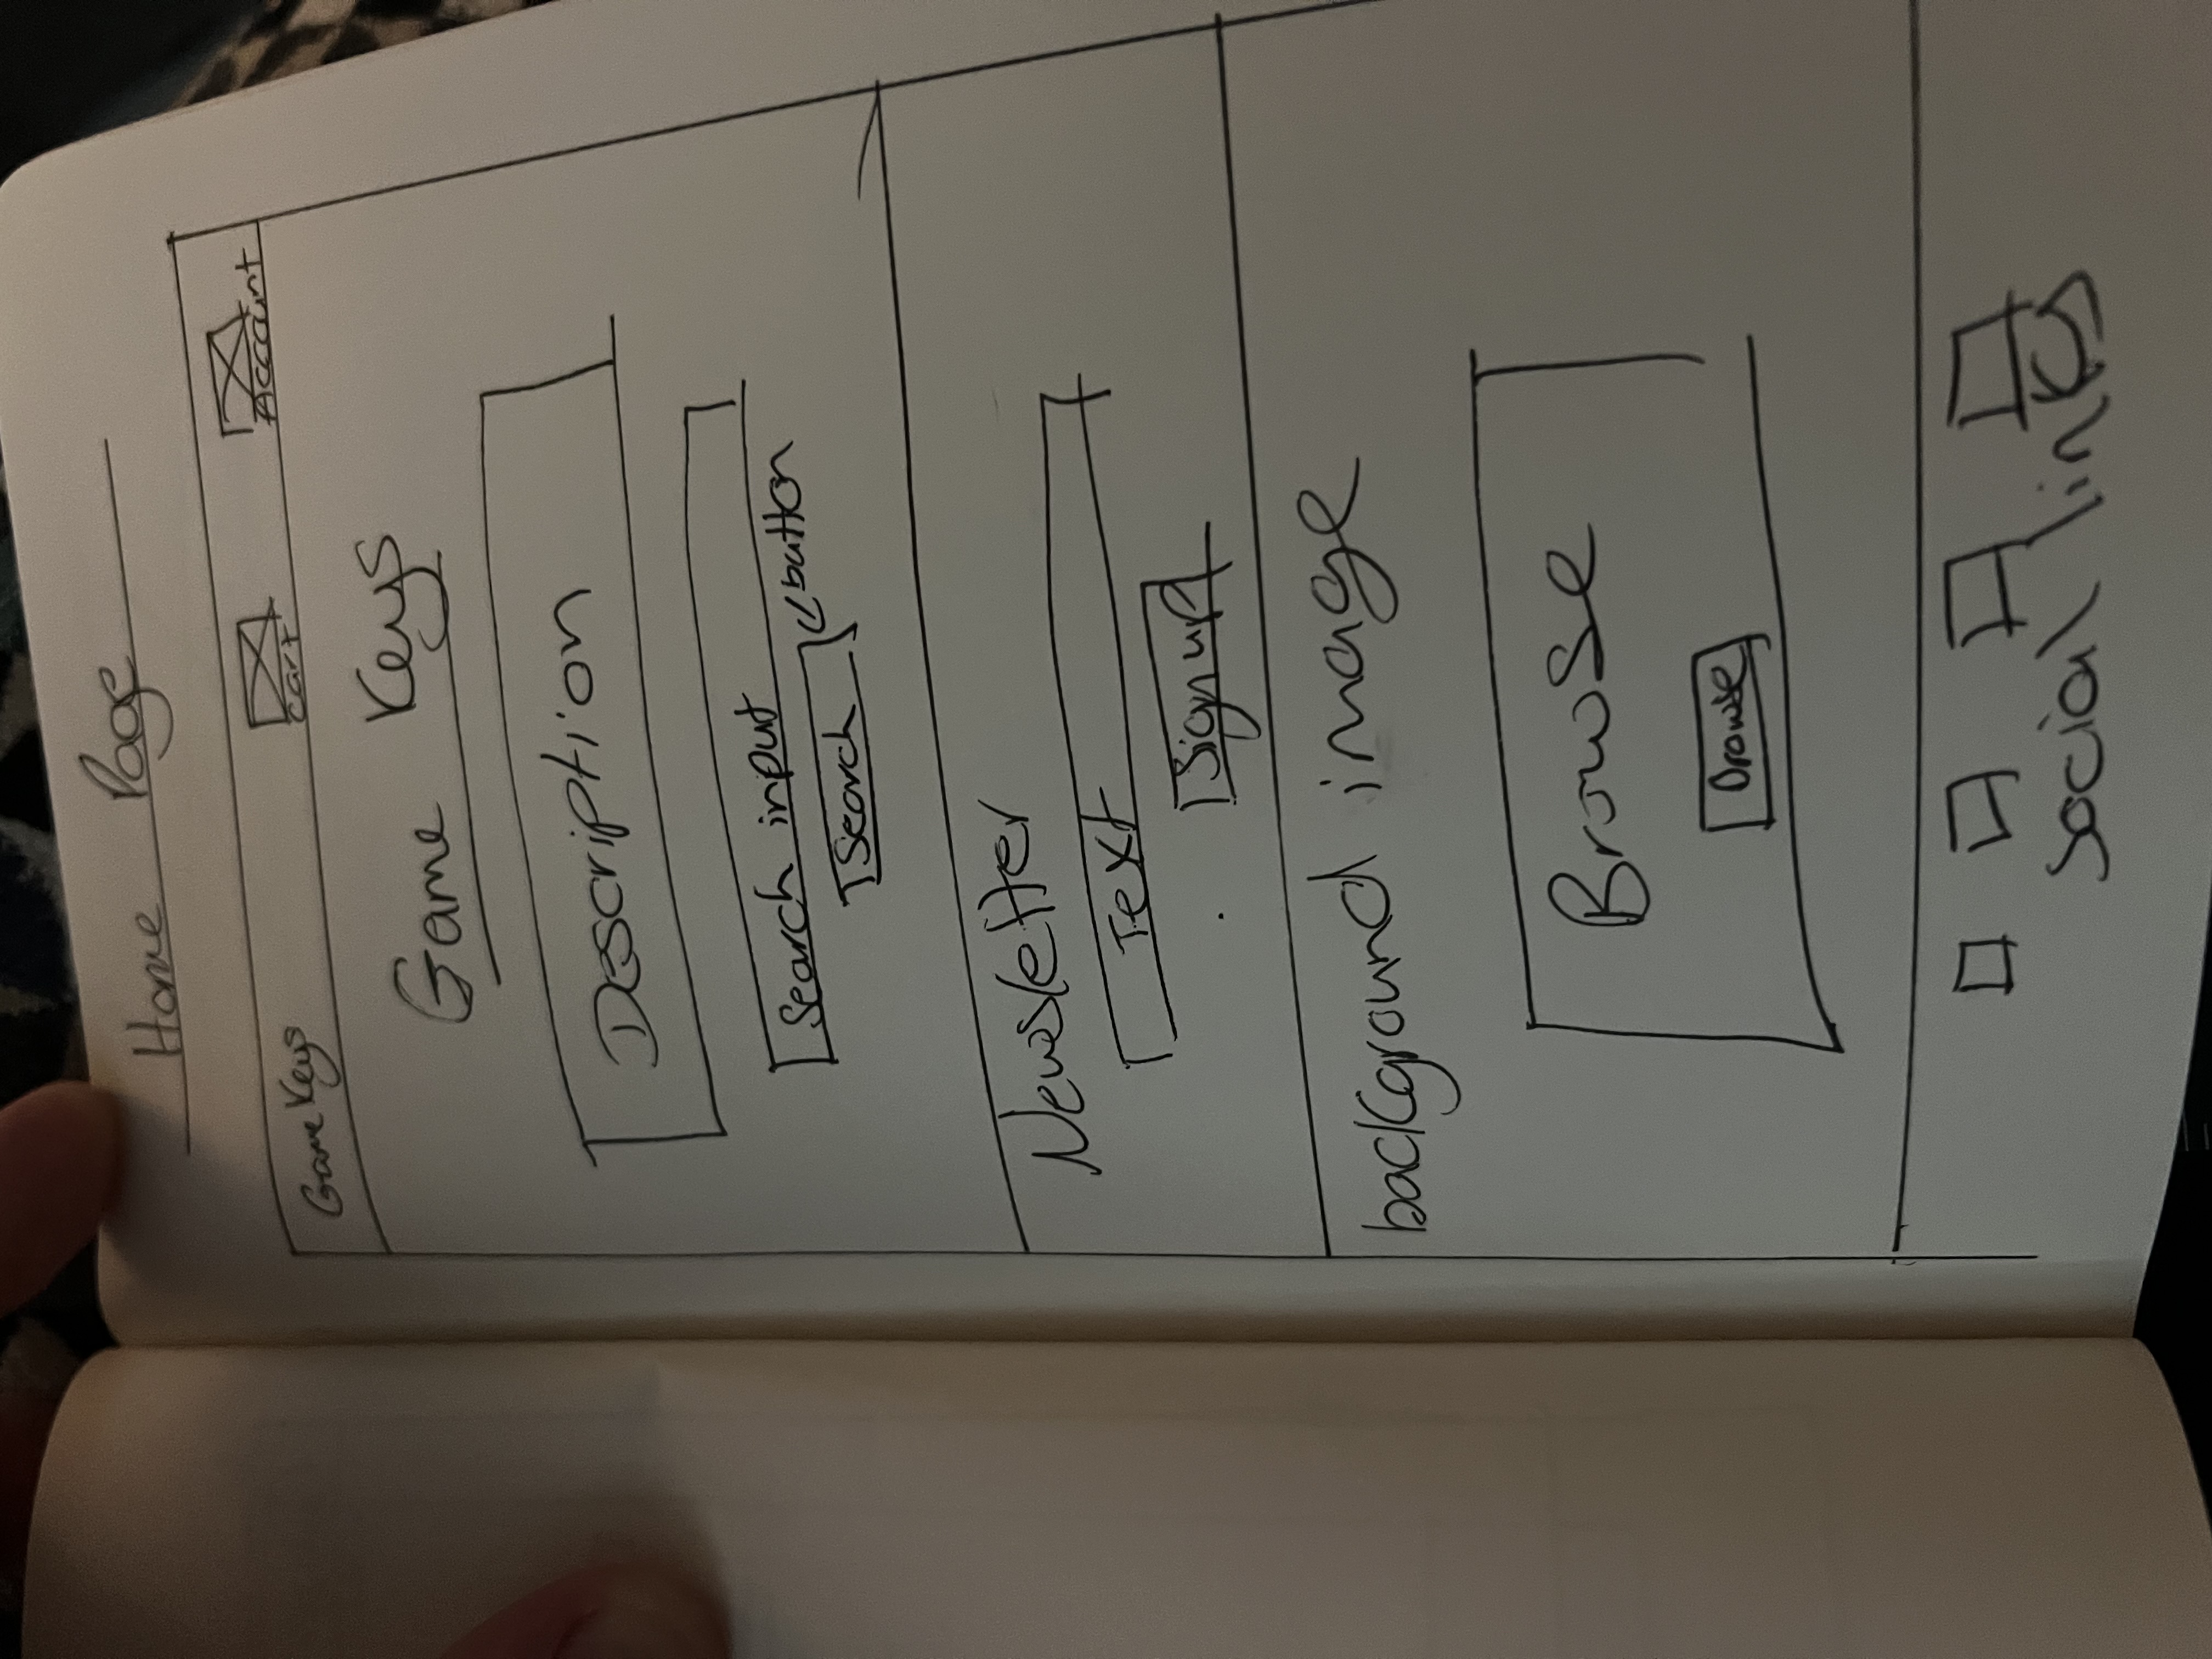 Home Page
Game Keys
Cart
Account
Game Keys
Description
Search input
Search
button
Newsletter
Text
Sign up
background image
Browse
Browse
Social links